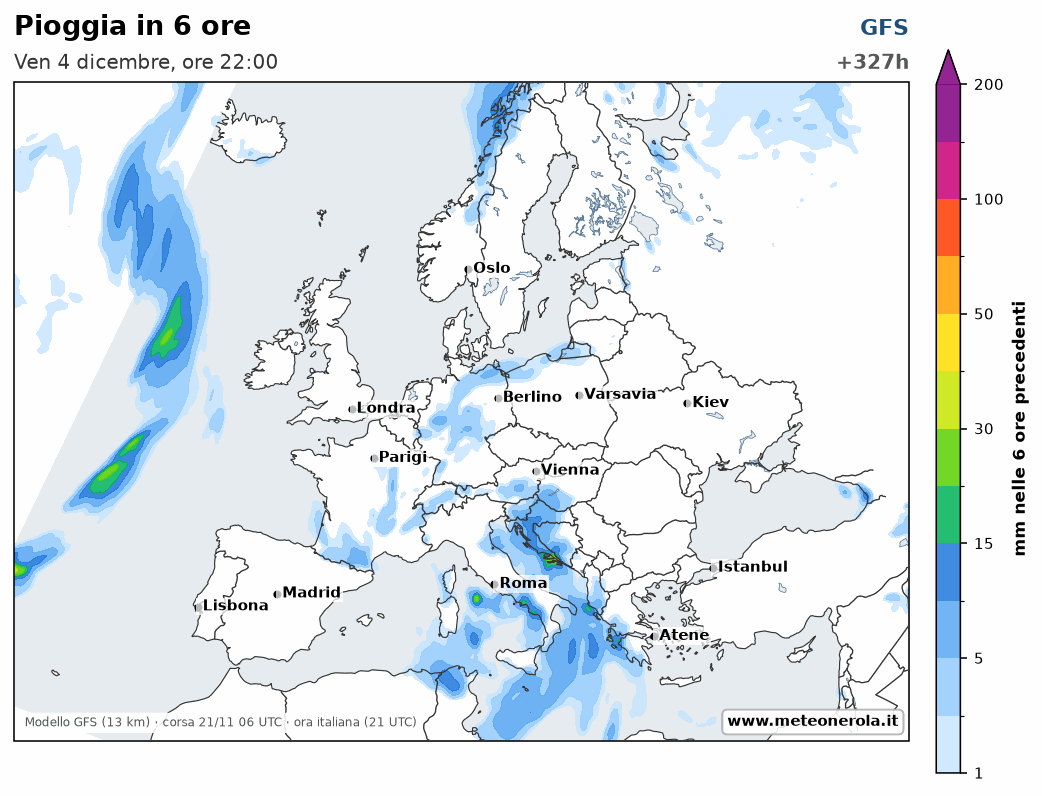 Pioggia in 6 ore
GFS
Ven 4 dicembre, ore 22:00
+327h
200
100
50
30
15
5
1
mm nelle 6 ore precedenti
Oslo
Berlino
Varsavia
Kiev
Londra
Parigi
Vienna
Istanbul
Roma
Madrid
Lisbona
Atene
Modello GFS (13 km) · corsa 21/11 06 UTC · ora italiana (21 UTC)
www.meteonerola.it